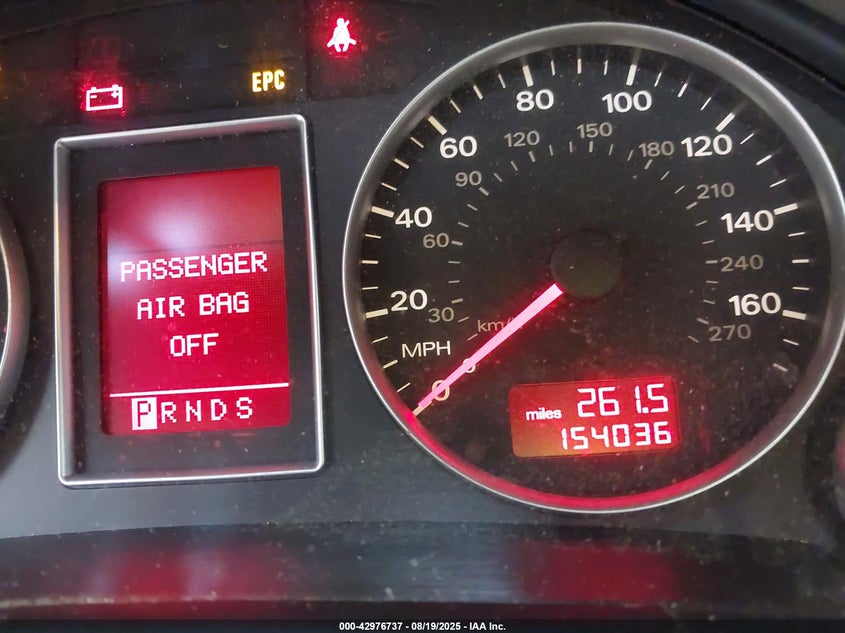 EPC
PASSENGER
AIR BAG
OFF
PRNDS
0 20 40 60 80 100 120 140 160
30 60 90 120 150 180 210 240 270
MPH
miles 261.5
154036
000-42976737 - 08/19/2025 - IAA Inc.